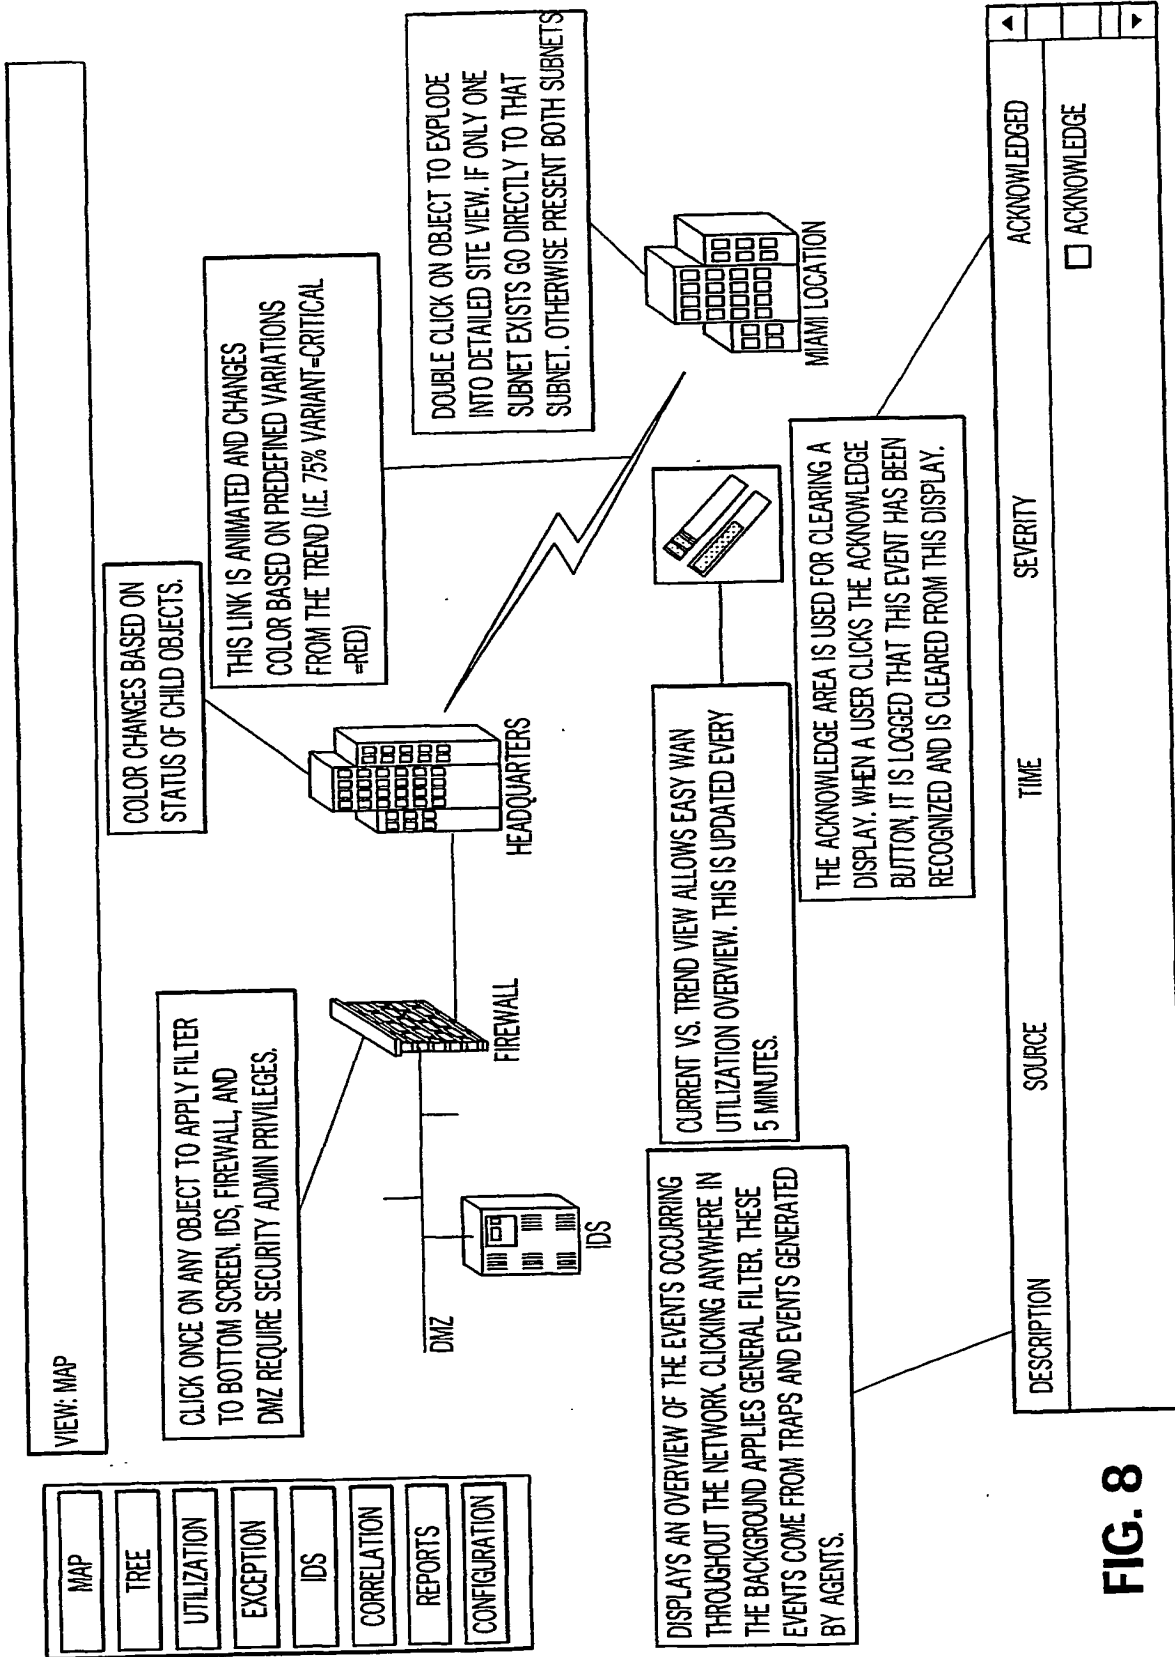 VIEW: MAP
MAP
TREE
UTILIZATION
EXCEPTION
IDS
CORRELATION
REPORTS
CONFIGURATION
CLICK ONCE ON ANY OBJECT TO APPLY FILTER
TO BOTTOM SCREEN. IDS, FIREWALL, AND
DMZ REQUIRE SECURITY ADMIN PRIVILEGES.
COLOR CHANGES BASED ON
STATUS OF CHILD OBJECTS.
THIS LINK IS ANIMATED AND CHANGES
COLOR BASED ON PREDEFINED VARIATIONS
FROM THE TREND (I.E. 75% VARIANT=CRITICAL
=RED)
DOUBLE CLICK ON OBJECT TO EXPLODE
INTO DETAILED SITE VIEW. IF ONLY ONE
SUBNET EXISTS GO DIRECTLY TO THAT
SUBNET. OTHERWISE PRESENT BOTH SUBNETS
DMZ
IDS
FIREWALL
HEADQUARTERS
MIAMI LOCATION
DISPLAYS AN OVERVIEW OF THE EVENTS OCCURRING
THROUGHOUT THE NETWORK. CLICKING ANYWHERE IN
THE BACKGROUND APPLIES GENERAL FILTER. THESE
EVENTS COME FROM TRAPS AND EVENTS GENERATED
BY AGENTS.
CURRENT VS. TREND VIEW ALLOWS EASY WAN
UTILIZATION OVERVIEW. THIS IS UPDATED EVERY
5 MINUTES.
THE ACKNOWLEDGE AREA IS USED FOR CLEARING A
DISPLAY. WHEN A USER CLICKS THE ACKNOWLEDGE
BUTTON, IT IS LOGGED THAT THIS EVENT HAS BEEN
RECOGNIZED AND IS CLEARED FROM THIS DISPLAY.
DESCRIPTION SOURCE TIME SEVERITY ACKNOWLEDGED
ACKNOWLEDGE
FIG. 8